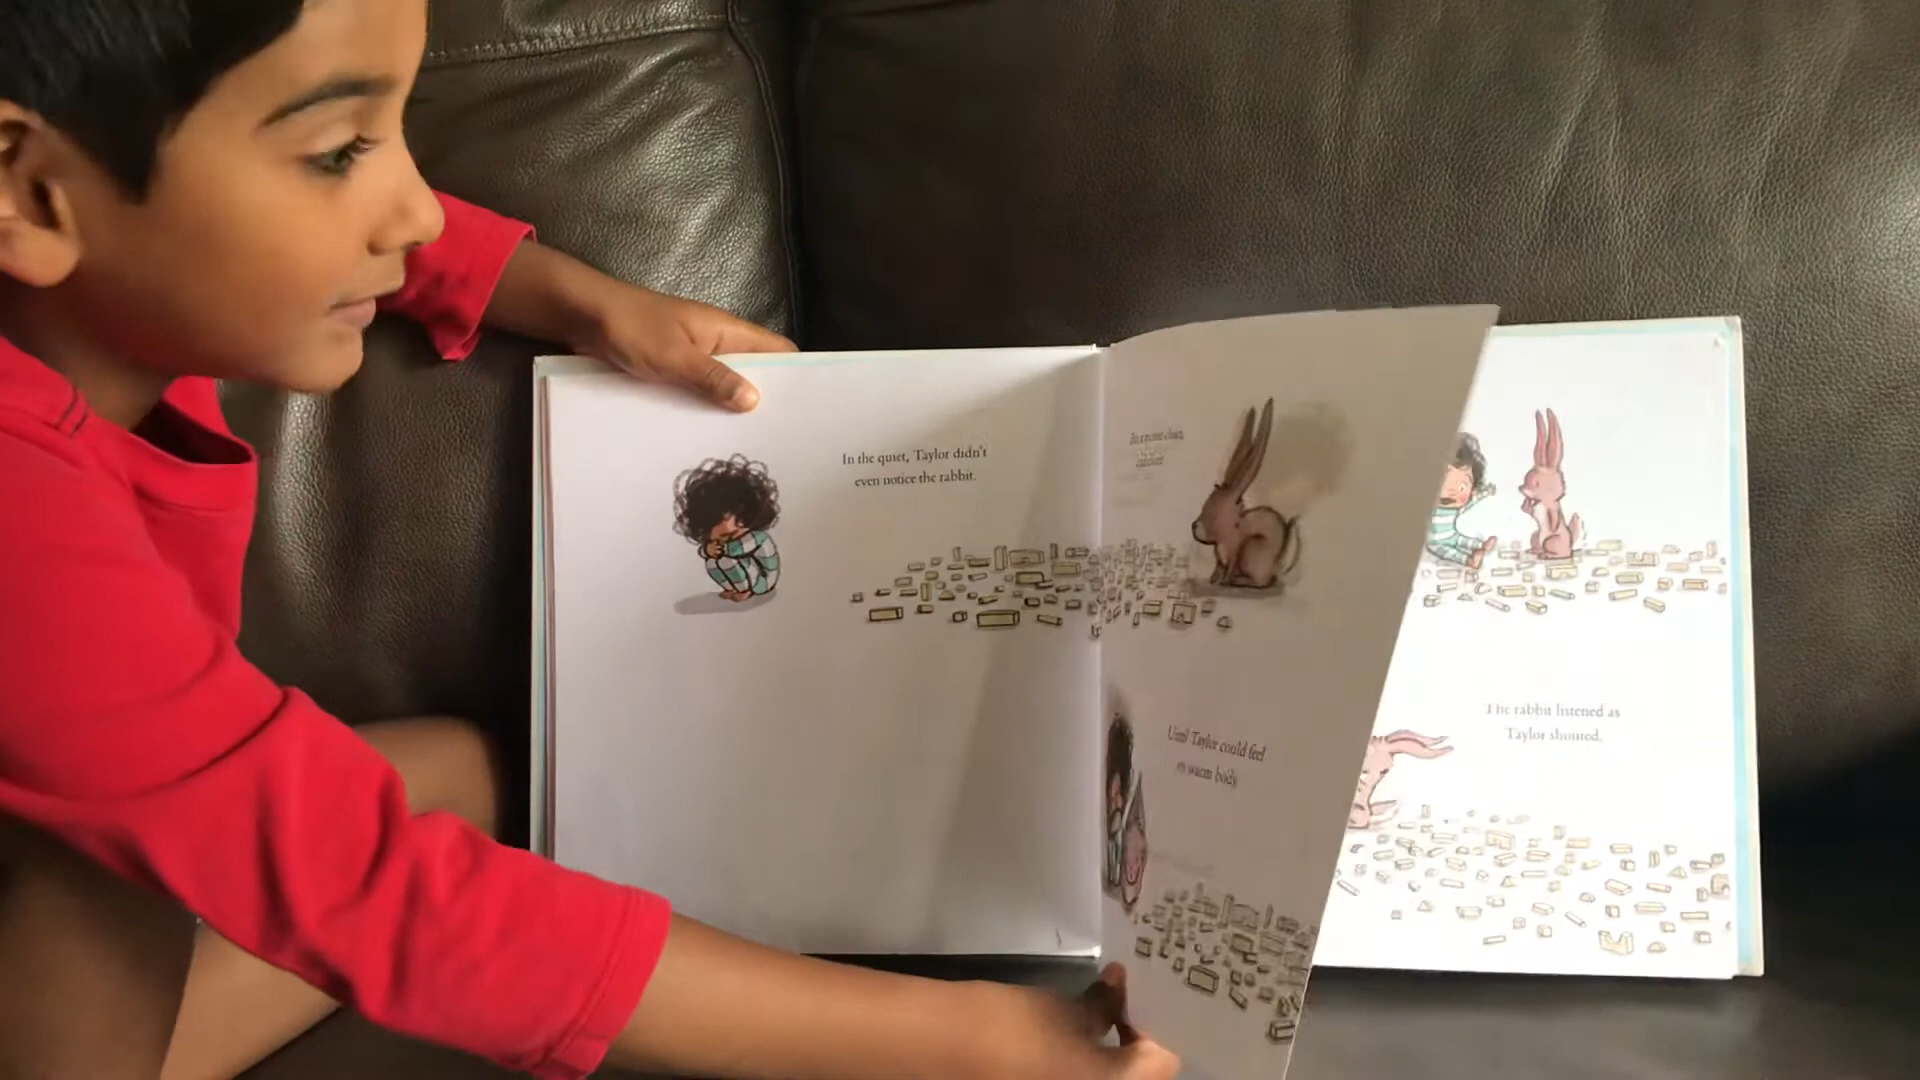 In the quiet, Taylor didn't
even notice the rabbit.
Until Taylor could feel
its warm body.
The rabbit listened as
Taylor shouted.